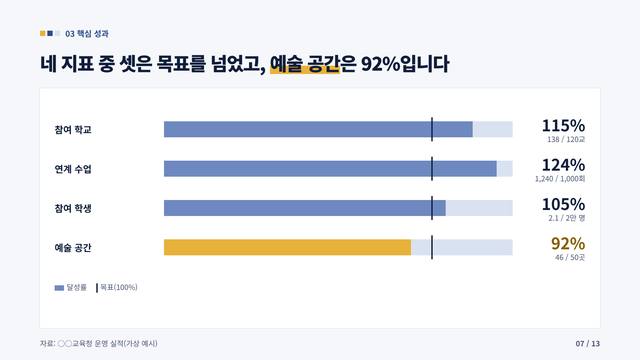 03 핵심 성과
네 지표 중 셋은 목표를 넘었고, 예술 공간은 92%입니다
참여 학교
115%
138 / 120교
연계 수업
124%
1,240 / 1,000회
참여 학생
105%
2.1 / 2만 명
예술 공간
92%
46 / 50곳
달성률 목표(100%)
자료: ○○교육청 운영 실적(가상 예시)
07 / 13